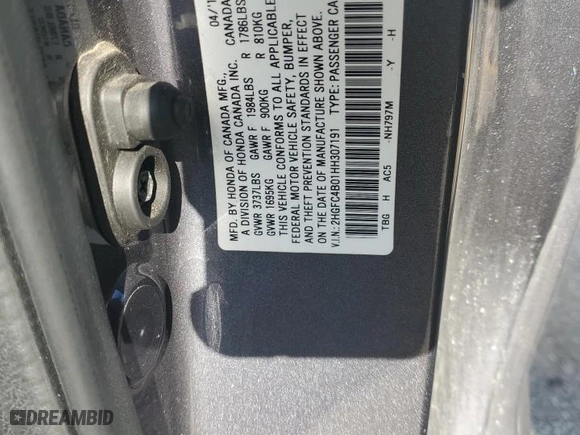 MFD. BY HONDA OF CANADA MFG., 04/1
A DIVISION OF HONDA CANADA INC. CANADA
GVWR 3737LBS GAWR F 1984LBS R 1786LBS
GVWR 1695KG GAWR F 900KG R 810KG
THIS VEHICLE CONFORMS TO ALL APPLICABLE
FEDERAL MOTOR VEHICLE SAFETY, BUMPER,
AND THEFT PREVENTION STANDARDS IN EFFECT
ON THE DATE OF MANUFACTURE SHOWN ABOVE.
V.I.N.: 2HGFC4B01HH307191 TYPE: PASSENGER CA
TBG H AC5 -NH797M -Y -H
DREAMBID